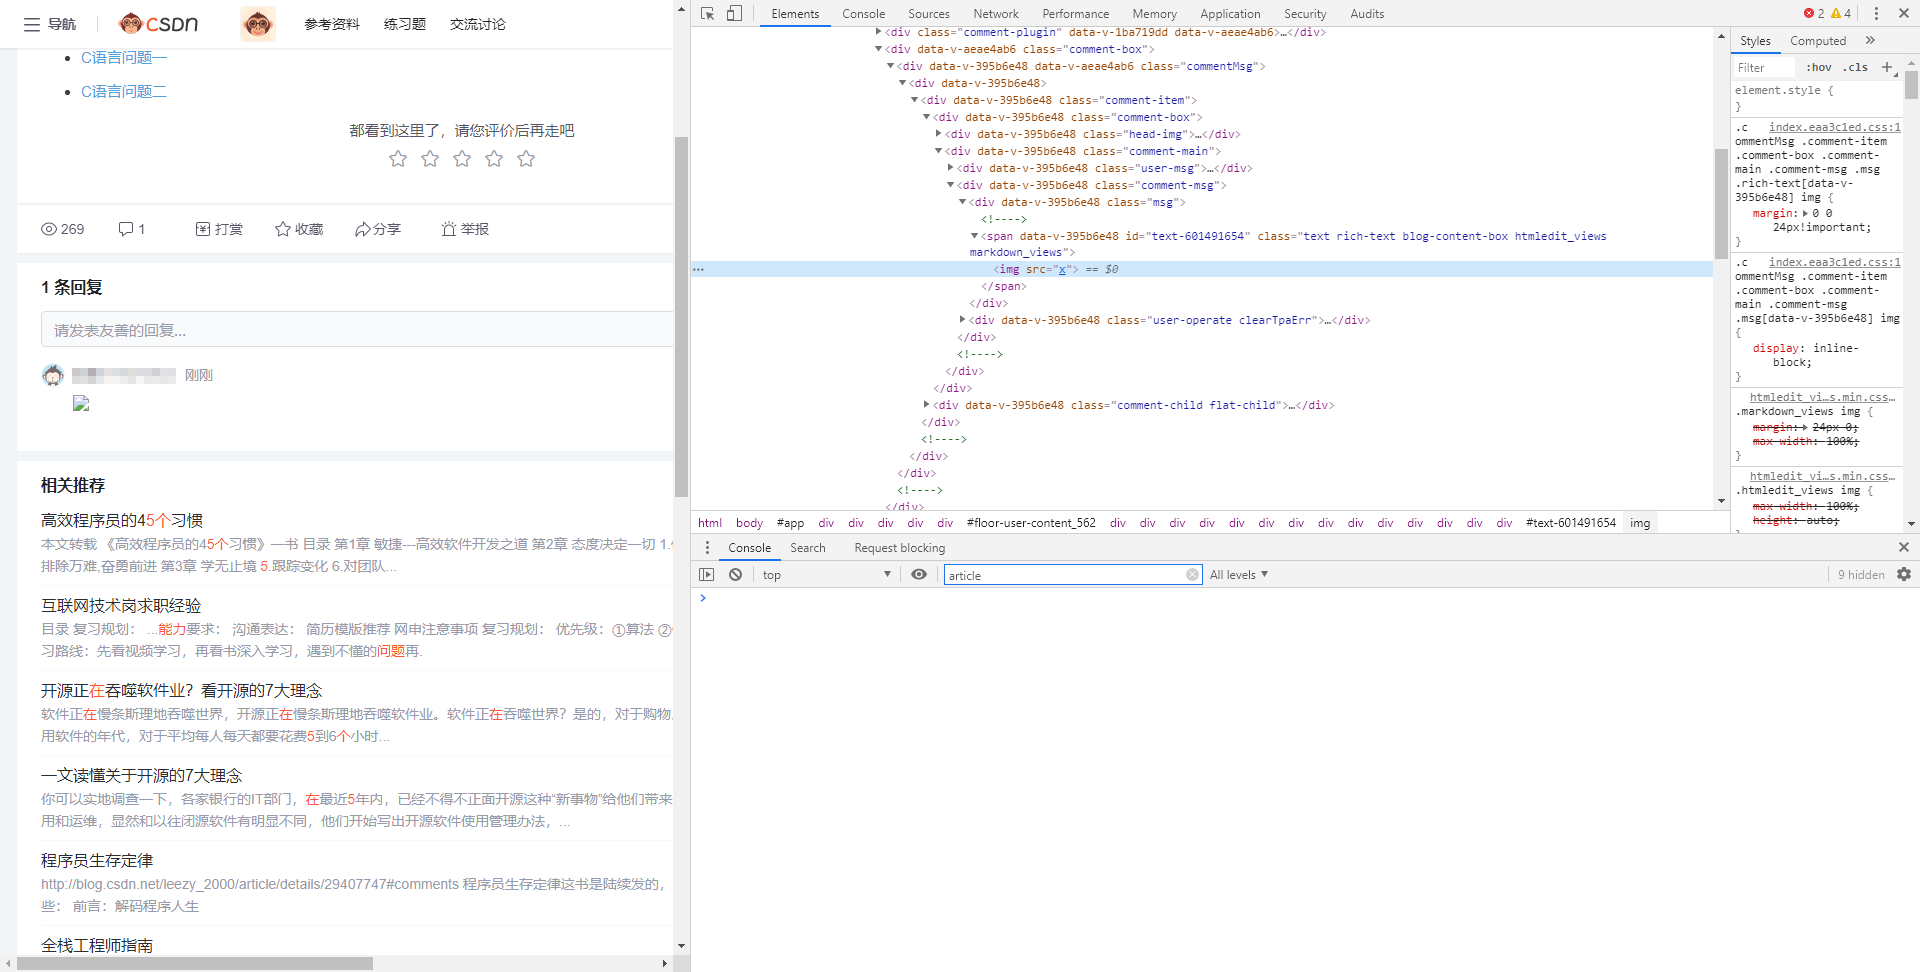 导航
CSDN
参考资料
练习题
交流讨论
C语言问题一
C语言问题二
都看到这里了，请您评价后再走吧
269
1
打赏
收藏
分享
举报
1 条回复
请发表友善的回复...
刚刚
相关推荐
高效程序员的45个习惯
本文转载 《高效程序员的45个习惯》—书 目录 第1章 敏捷---高效软件开发之道 第2章 态度决定一切 1.
排除万难,奋勇前进 第3章 学无止境 5.跟踪变化 6.对团队...
互联网技术岗求职经验
目录 复习规划： ...能力要求： 沟通表达： 简历模版推荐 网申注意事项 复习规划： 优先级：①算法 ②
习路线：先看视频学习，再看书深入学习，遇到不懂的问题再.
开源正在吞噬软件业？看开源的7大理念
软件正在慢条斯理地吞噬世界，开源正在慢条斯理地吞噬软件业。软件正在吞噬世界？是的，对于购物
用软件的年代，对于平均每人每天都要花费5到6个小时...
一文读懂关于开源的7大理念
你可以实地调查一下，各家银行的IT部门，在最近5年内，已经不得不正面开源这种“新事物”给他们带来
用和运维，显然和以往闭源软件有明显不同，他们开始写出开源软件使用管理办法，...
程序员生存定律
http://blog.csdn.net/leezy_2000/article/details/29407747#comments 程序员生存定律这书是陆续发的，
些： 前言：解码程序人生
全栈工程师指南
Elements
Console
Sources
Network
Performance
Memory
Application
Security
Audits
2
4
<div class="comment-plugin" data-v-1ba719dd data-v-aeae4ab6>…</div>
<div data-v-aeae4ab6 class="comment-box">
<div data-v-395b6e48 data-v-aeae4ab6 class="commentMsg">
<div data-v-395b6e48>
<div data-v-395b6e48 class="comment-item">
<div data-v-395b6e48 class="comment-box">
<div data-v-395b6e48 class="head-img">…</div>
<div data-v-395b6e48 class="comment-main">
<div data-v-395b6e48 class="user-msg">…</div>
<div data-v-395b6e48 class="comment-msg">
<div data-v-395b6e48 class="msg">
<!---->
<span data-v-395b6e48 id="text-601491654" class="text rich-text blog-content-box htmledit_views
markdown_views">
<img src="x"> == $0
</span>
</div>
<div data-v-395b6e48 class="user-operate clearTpaErr">…</div>
</div>
<!---->
</div>
</div>
<div data-v-395b6e48 class="comment-child flat-child">…</div>
</div>
<!---->
</div>
</div>
<!---->
</div>
html body #app div div div div div #floor-user-content_562 div div div div div div div div div div div div div div #text-601491654 img
Styles
Computed
Filter
:hov .cls
element.style {
}
.c index.eaa3c1ed.css:1
ommentMsg .comment-item
.comment-box .comment-
main .comment-msg .msg
.rich-text[data-v-
395b6e48] img {
margin: 0 0
24px!important;
}
.c index.eaa3c1ed.css:1
ommentMsg .comment-item
.comment-box .comment-
main .comment-msg
.msg[data-v-395b6e48] img
{
display: inline-
block;
}
htmledit_vi…s.min.css…
.markdown_views img {
margin: 24px 0;
max-width: 100%;
}
htmledit_vi…s.min.css…
.htmledit_views img {
max-width: 100%;
height: auto;
Console
Search
Request blocking
top
article
All levels
9 hidden